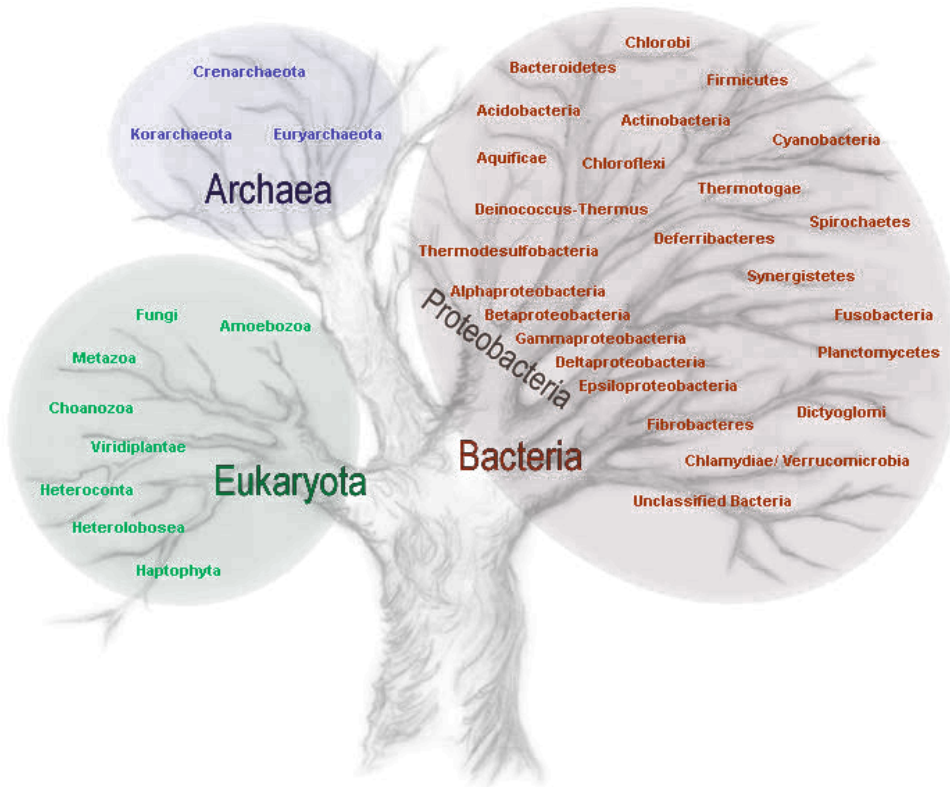 Crenarchaeota
Korarchaeota
Euryarchaeota
Archaea
Chlorobi
Bacteroidetes
Firmicutes
Acidobacteria
Actinobacteria
Cyanobacteria
Aquificae
Chloroflexi
Thermotogae
Deinococcus-Thermus
Spirochaetes
Deferribacteres
Thermodesulfobacteria
Synergistetes
Alphaproteobacteria
Proteobacteria
Betaproteobacteria
Fusobacteria
Gammaproteobacteria
Planctomycetes
Deltaproteobacteria
Epsiloproteobacteria
Dictyoglomi
Fibrobacteres
Bacteria
Chlamydiae/ Verrucomicrobia
Unclassified Bacteria
Fungi
Amoebozoa
Metazoa
Choanozoa
Viridiplantae
Eukaryota
Heteroconta
Heterolobosea
Haptophyta